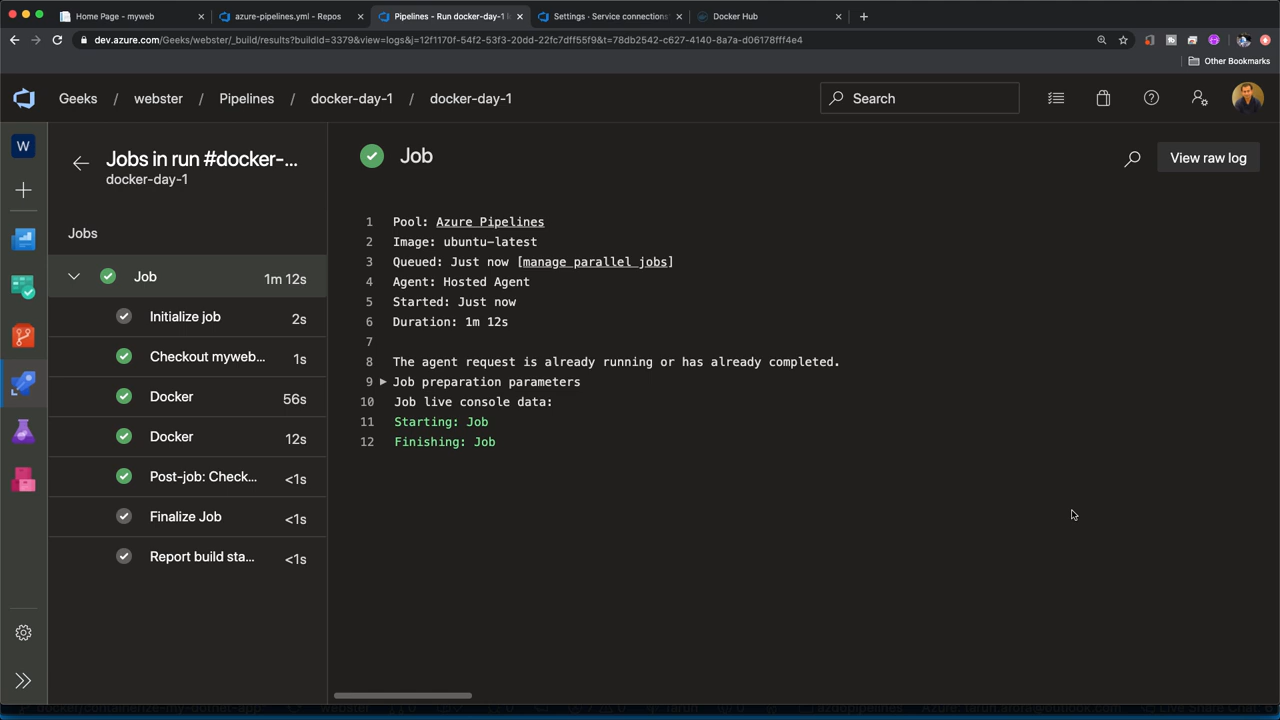 Home Page - myweb
azure-pipelines.yml - Repos
Pipelines - Run docker-day-1
Settings · Service connections
Docker Hub
dev.azure.com/Geeks/webster/_build/results?buildId=3379&view=logs&j=12f1170f-54f2-53f3-20dd-22fc7dff55f9&t=78db2542-c627-4140-8a7a-d06178fff4e4
Other Bookmarks
Geeks / webster / Pipelines / docker-day-1 / docker-day-1
Search
W
Jobs in run #docker-...
docker-day-1
Jobs
Job 1m 12s
Initialize job 2s
Checkout myweb... 1s
Docker 56s
Docker 12s
Post-job: Check... <1s
Finalize Job <1s
Report build sta... <1s
Job
View raw log
1 Pool: Azure Pipelines
2 Image: ubuntu-latest
3 Queued: Just now [manage parallel jobs]
4 Agent: Hosted Agent
5 Started: Just now
6 Duration: 1m 12s
7
8 The agent request is already running or has already completed.
9 Job preparation parameters
10 Job live console data:
11 Starting: Job
12 Finishing: Job